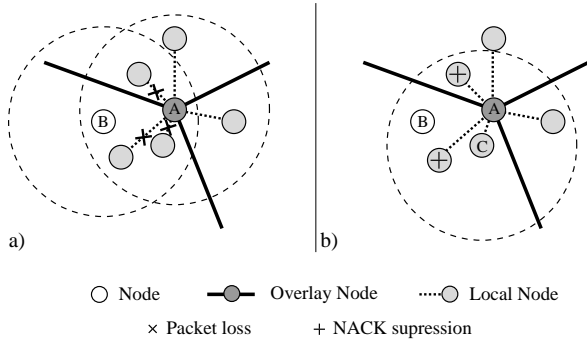 A
B
a)
A
B
C
b)
Node
Overlay Node
Local Node
× Packet loss
+ NACK supression